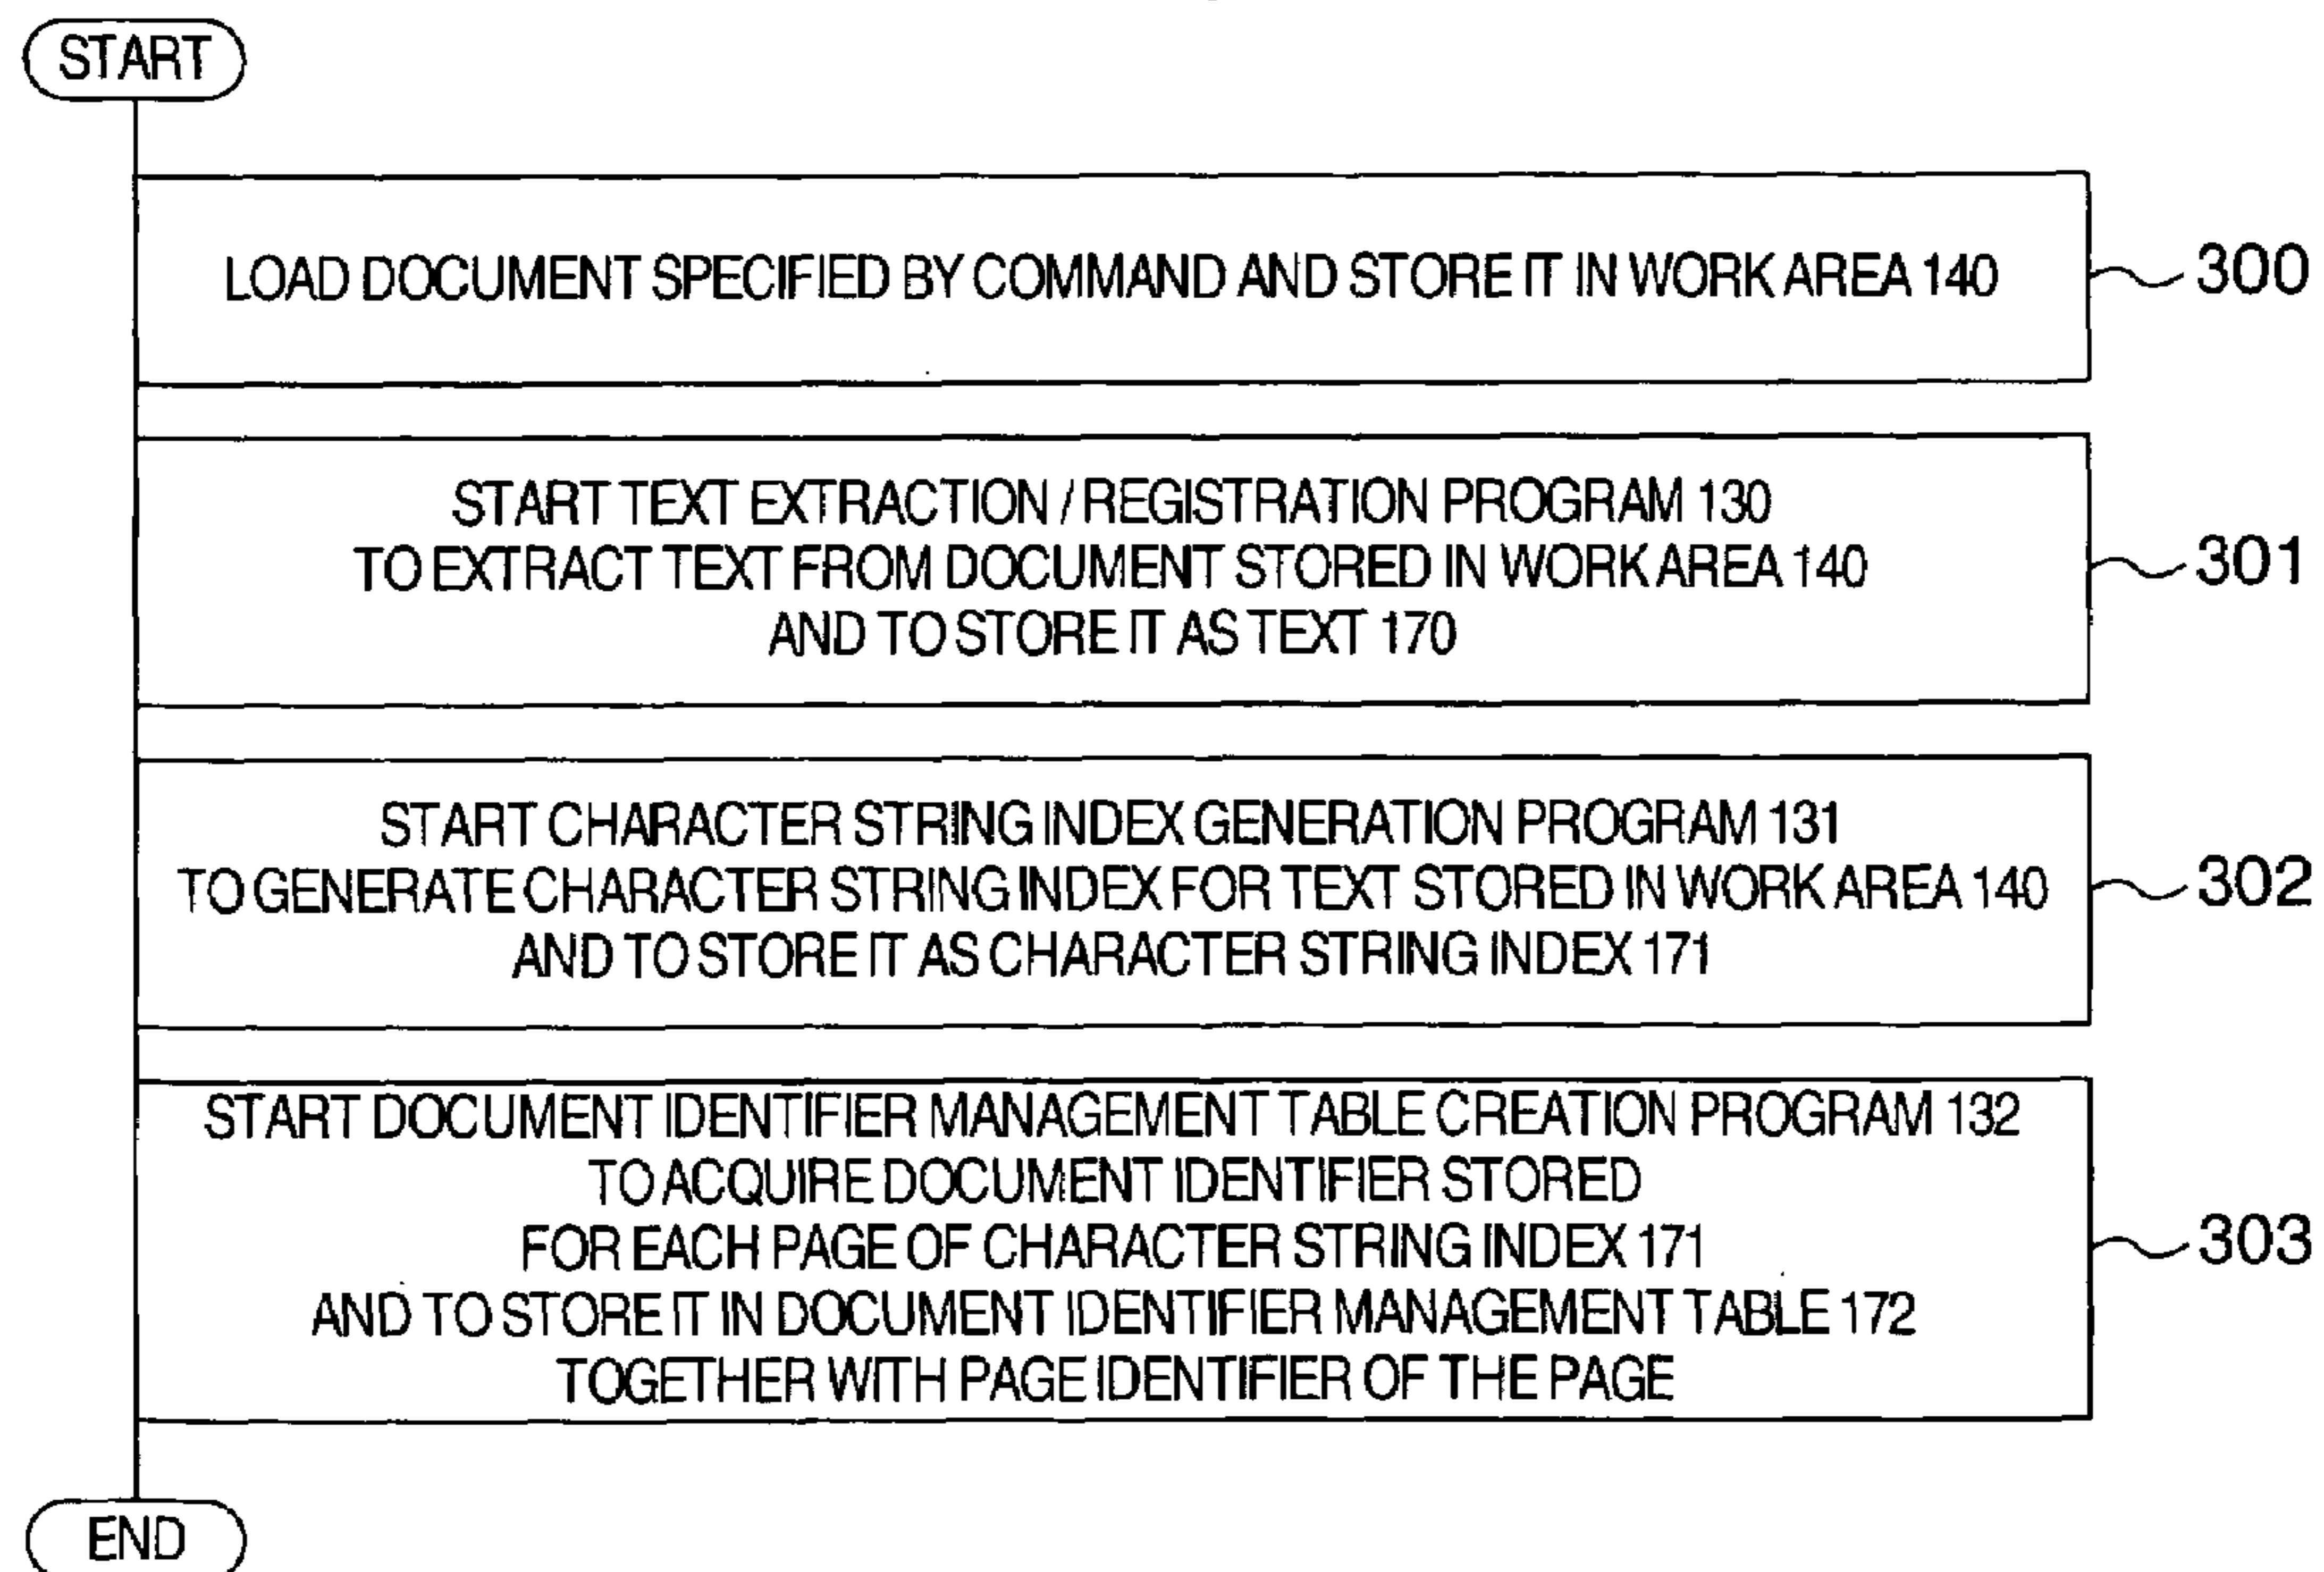 START
LOAD DOCUMENT SPECIFIED BY COMMAND AND STORE IT IN WORK AREA 140
300
START TEXT EXTRACTION / REGISTRATION PROGRAM 130
TO EXTRACT TEXT FROM DOCUMENT STORED IN WORK AREA 140
AND TO STORE IT AS TEXT 170
301
START CHARACTER STRING INDEX GENERATION PROGRAM 131
TO GENERATE CHARACTER STRING INDEX FOR TEXT STORED IN WORK AREA 140
AND TO STORE IT AS CHARACTER STRING INDEX 171
302
START DOCUMENT IDENTIFIER MANAGEMENT TABLE CREATION PROGRAM 132
TO ACQUIRE DOCUMENT IDENTIFIER STORED
FOR EACH PAGE OF CHARACTER STRING INDEX 171
AND TO STORE IT IN DOCUMENT IDENTIFIER MANAGEMENT TABLE 172
TOGETHER WITH PAGE IDENTIFIER OF THE PAGE
303
END